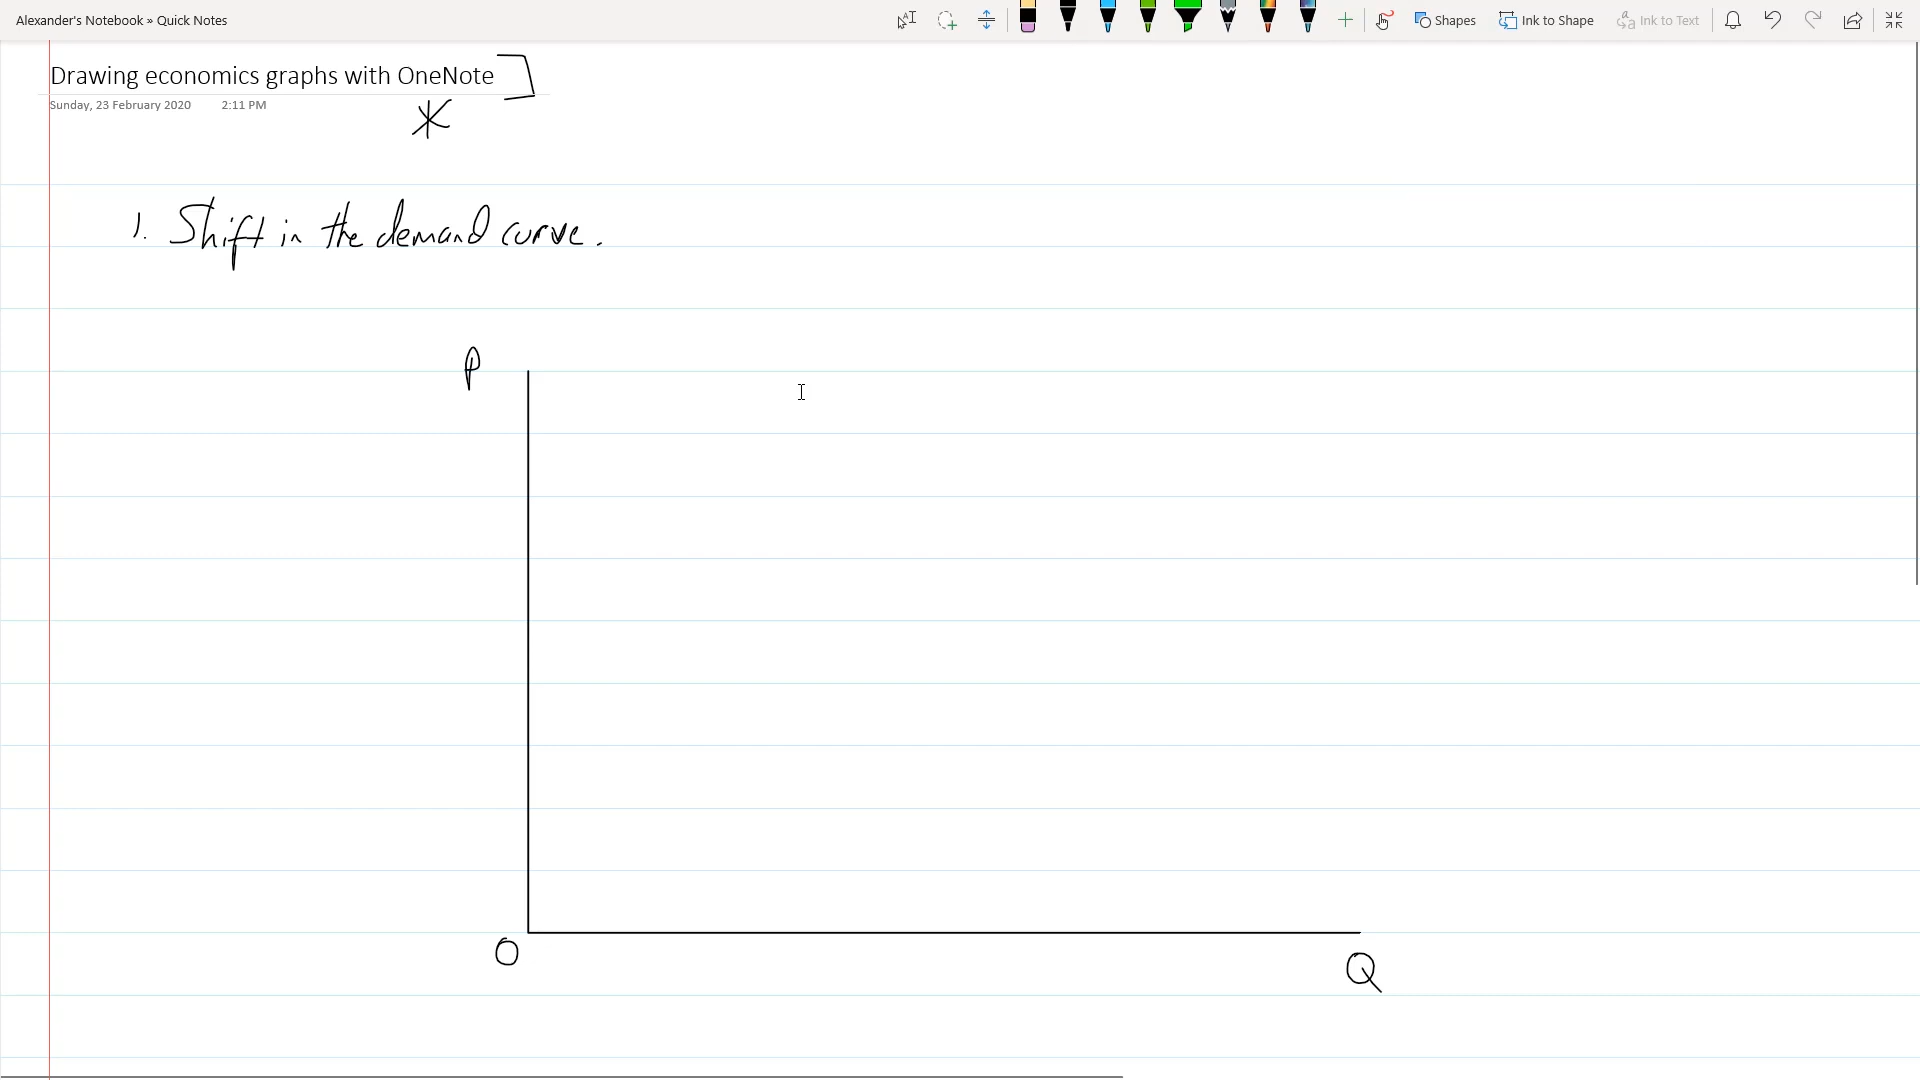 Alexander's Notebook » Quick Notes
Shapes Ink to Shape Ink to Text
Drawing economics graphs with OneNote
Sunday, 23 February 2020 2:11 PM
1. Shift in the demand curve.
P
O
Q